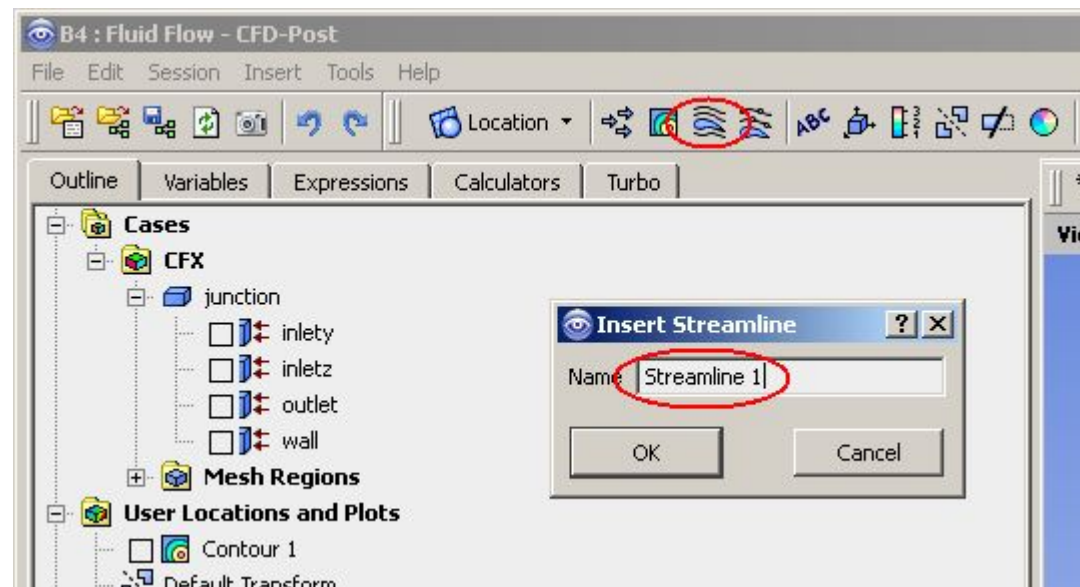 B4 : Fluid Flow - CFD-Post
File Edit Session Insert Tools Help
Location ABC
Outline Variables Expressions Calculators Turbo
Cases
CFX
junction
inlety
inletz
outlet
wall
Mesh Regions
User Locations and Plots
Contour 1
Default Transform
Insert Streamline
Name Streamline 1
OK Cancel